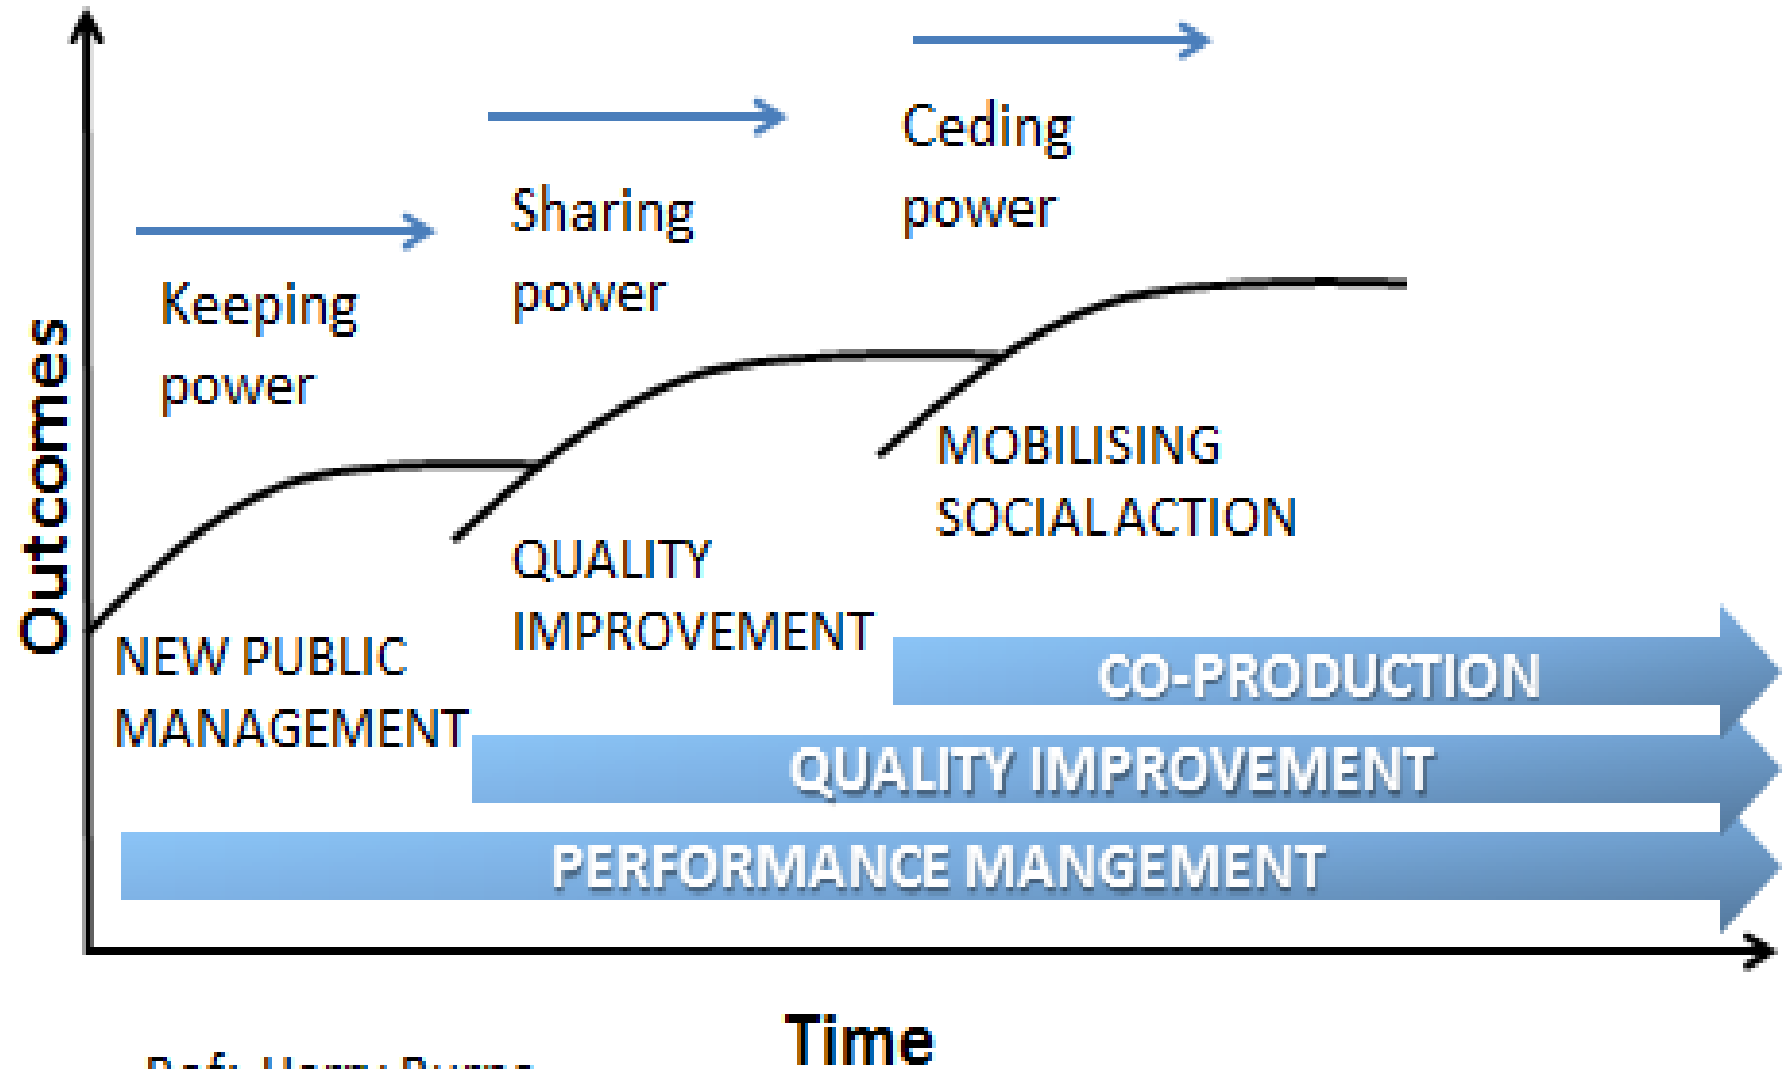 Ceding
power
Sharing
power
Keeping
power
Outcomes
MOBILISING
SOCIAL ACTION
QUALITY
IMPROVEMENT
NEW PUBLIC
MANAGEMENT
CO-PRODUCTION
QUALITY IMPROVEMENT
PERFORMANCE MANGEMENT
Time